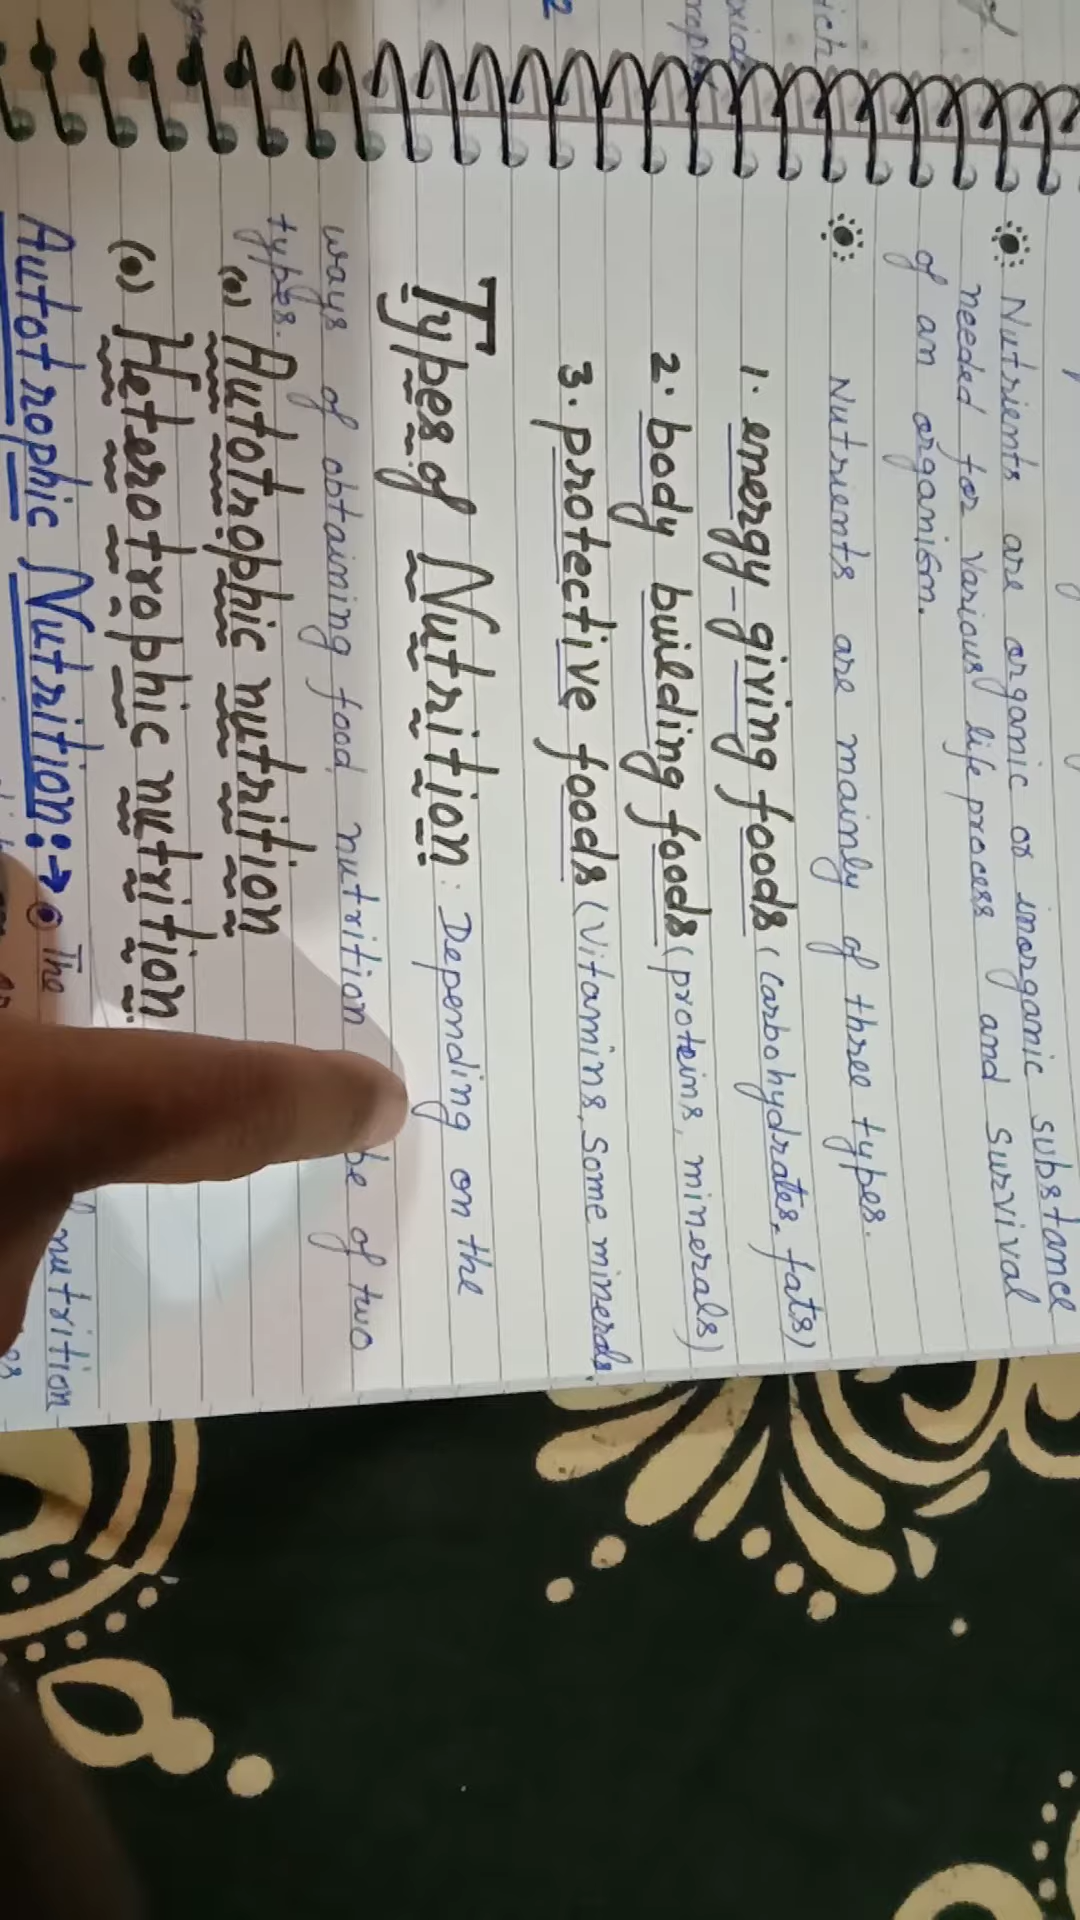 Nutrients are organic or inorganic substance
needed for various life process and survival
of an organism.
Nutrients are mainly of three types.
1. energy-giving foods (carbohydrates, fats)
2. body building foods (proteins, minerals)
3. protective foods (Vitamins, Some minerals.
Types of Nutrition: Depending on the
ways of obtaining food, nutrition be of two
types.
(•) Autotrophic nutrition
(•) Heterotrophic nutrition
Autotrophic Nutrition:→ The
nutrition